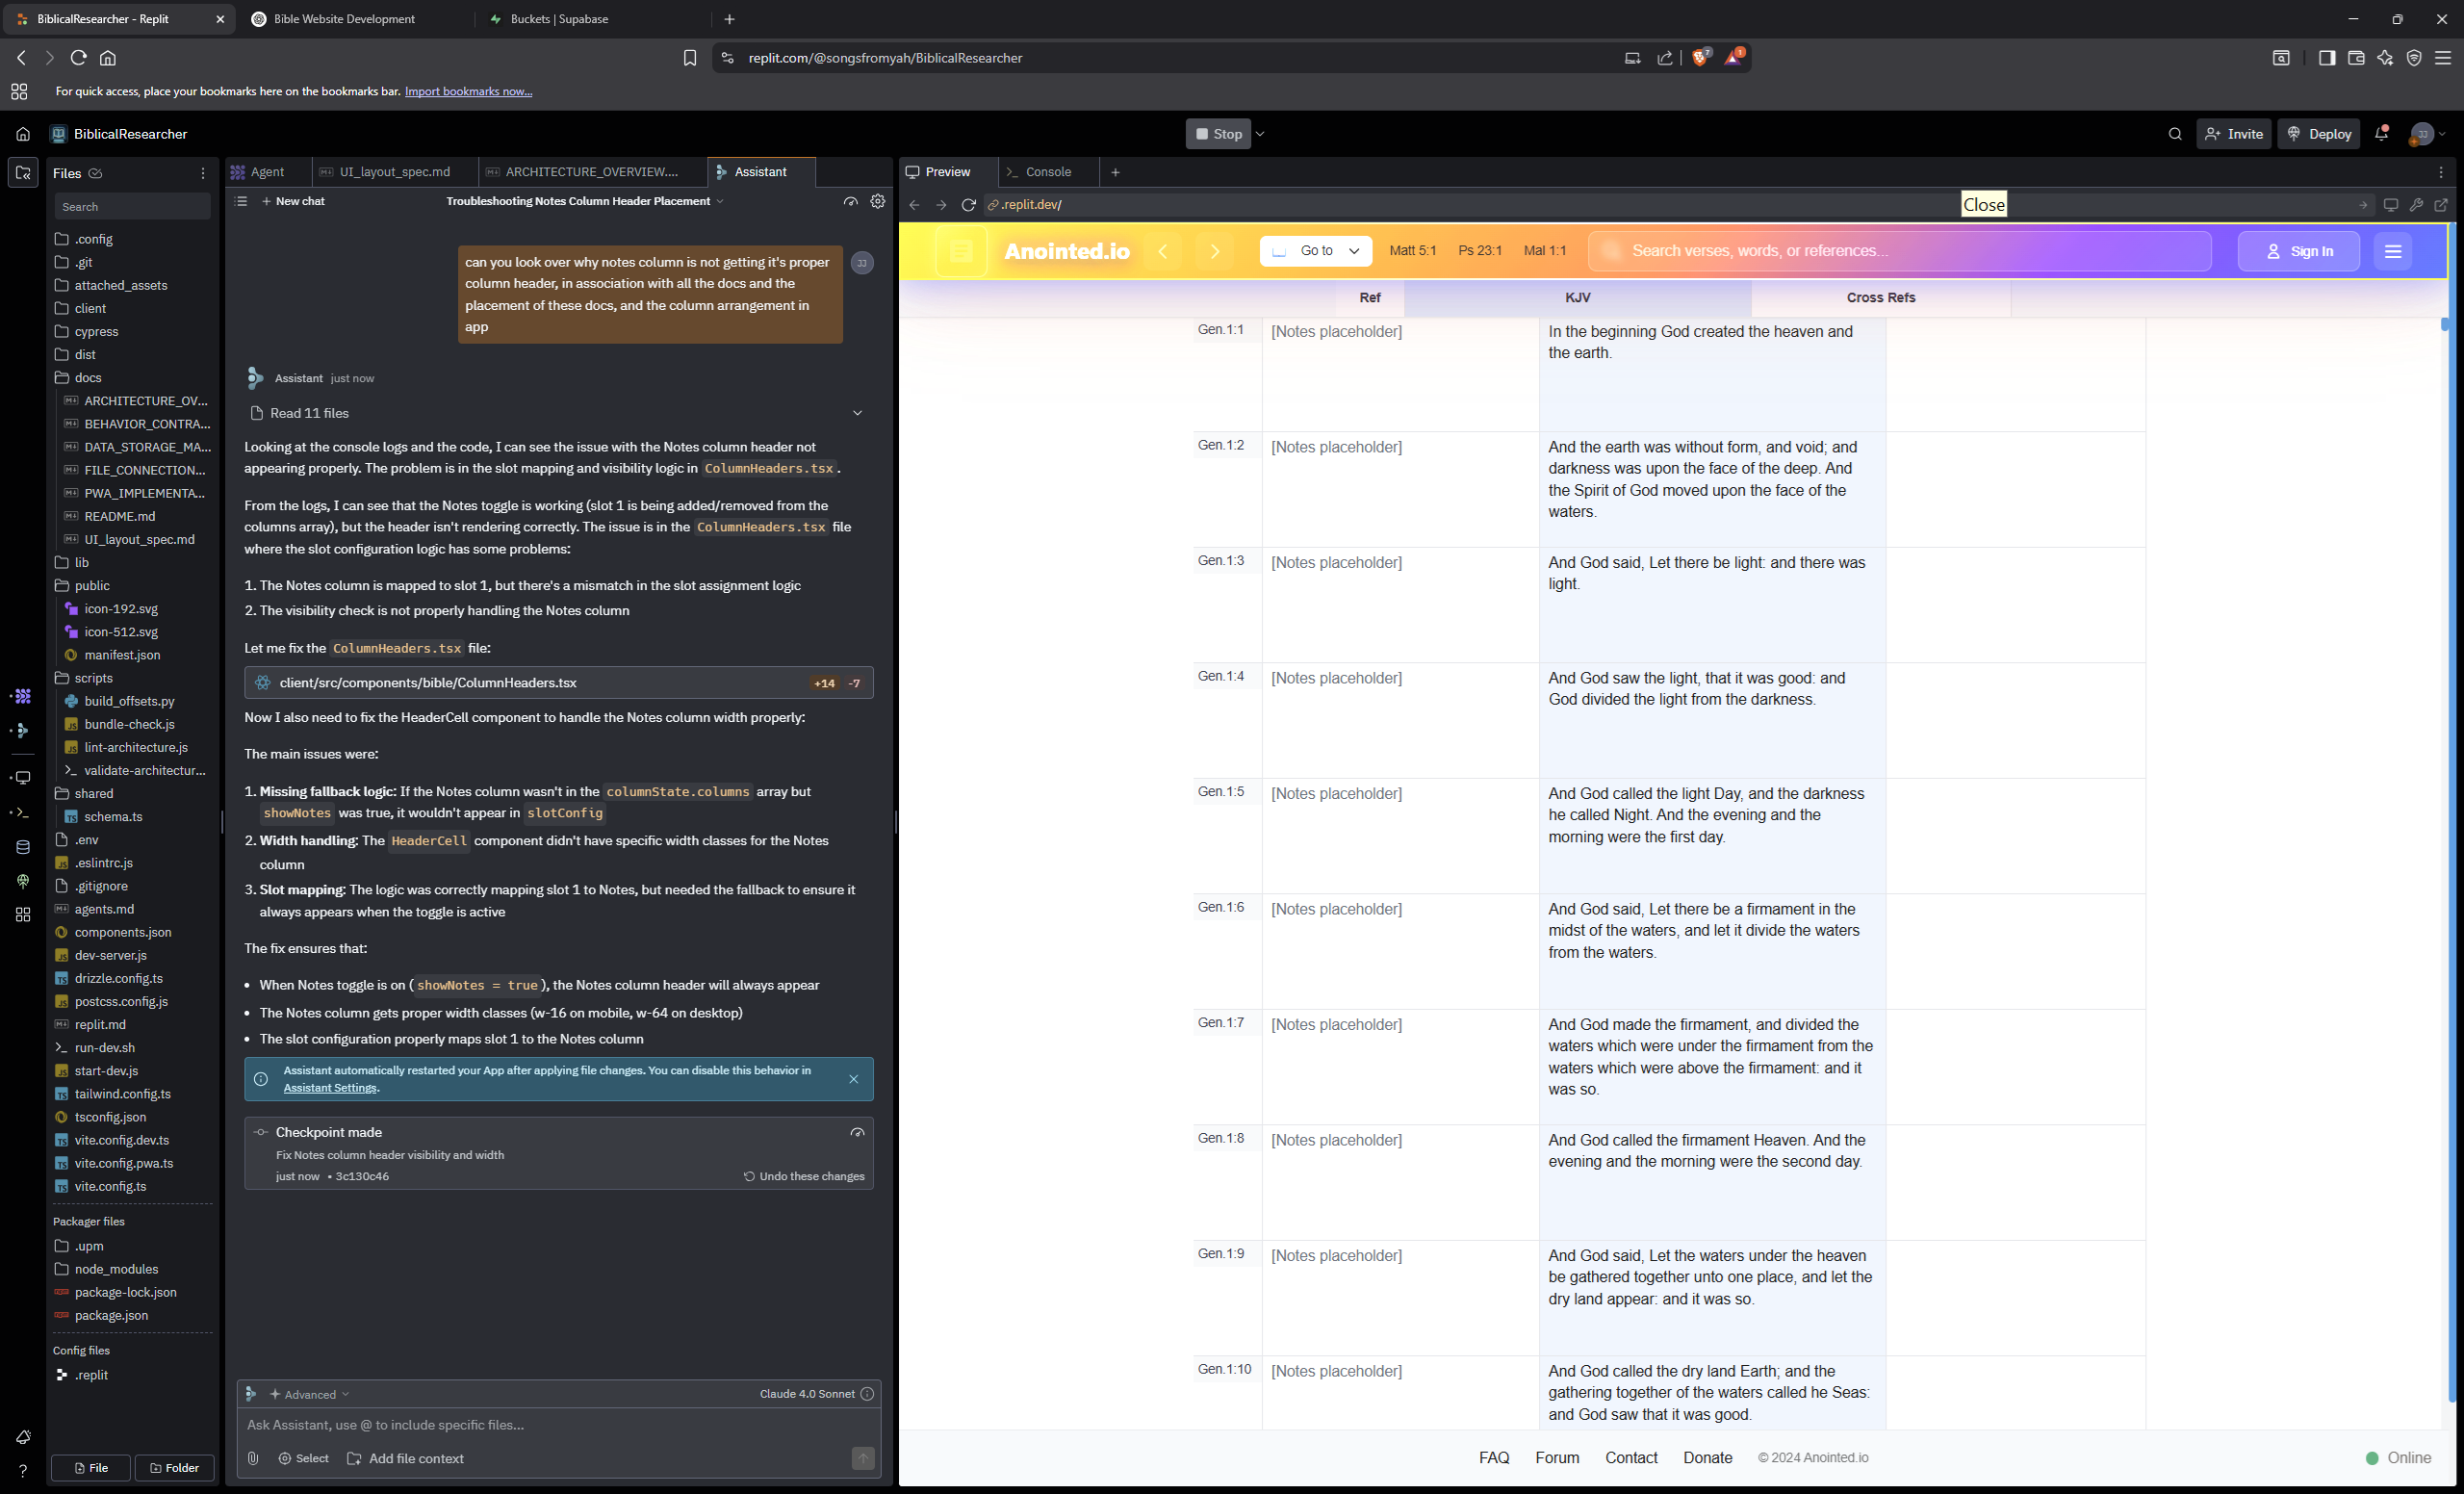 BiblicalResearcher - Replit
Bible Website Development
Buckets | Supabase
replit.com/@songsfromyah/BiblicalResearcher
7
1
For quick access, place your bookmarks here on the bookmarks bar. Import bookmarks now...
BiblicalResearcher
Stop
Invite
Deploy
JJ
Files
Search
.config
.git
attached_assets
client
cypress
dist
docs
ARCHITECTURE_OV...
BEHAVIOR_CONTRA...
DATA_STORAGE_MA...
FILE_CONNECTION...
PWA_IMPLEMENTA...
README.md
UI_layout_spec.md
lib
public
icon-192.svg
icon-512.svg
manifest.json
scripts
build_offsets.py
bundle-check.js
lint-architecture.js
validate-architectur...
shared
schema.ts
.env
.eslintrc.js
.gitignore
agents.md
components.json
dev-server.js
drizzle.config.ts
postcss.config.js
replit.md
run-dev.sh
start-dev.js
tailwind.config.ts
tsconfig.json
vite.config.dev.ts
vite.config.pwa.ts
vite.config.ts
Packager files
.upm
node_modules
package-lock.json
package.json
Config files
.replit
File
Folder
Agent
UI_layout_spec.md
ARCHITECTURE_OVERVIEW....
Assistant
New chat
Troubleshooting Notes Column Header Placement
can you look over why notes column is not getting it's proper
column header, in association with all the docs and the
placement of these docs, and the column arrangement in
app
JJ
Assistant just now
Read 11 files
Looking at the console logs and the code, I can see the issue with the Notes column header not
appearing properly. The problem is in the slot mapping and visibility logic in ColumnHeaders.tsx.
From the logs, I can see that the Notes toggle is working (slot 1 is being added/removed from the
columns array), but the header isn't rendering correctly. The issue is in the ColumnHeaders.tsx file
where the slot configuration logic has some problems:
1. The Notes column is mapped to slot 1, but there's a mismatch in the slot assignment logic
2. The visibility check is not properly handling the Notes column
Let me fix the ColumnHeaders.tsx file:
client/src/components/bible/ColumnHeaders.tsx +14 -7
Now I also need to fix the HeaderCell component to handle the Notes column width properly:
The main issues were:
1. Missing fallback logic: If the Notes column wasn't in the columnState.columns array but
showNotes was true, it wouldn't appear in slotConfig
2. Width handling: The HeaderCell component didn't have specific width classes for the Notes
column
3. Slot mapping: The logic was correctly mapping slot 1 to Notes, but needed the fallback to ensure it
always appears when the toggle is active
The fix ensures that:
• When Notes toggle is on (showNotes = true), the Notes column header will always appear
• The Notes column gets proper width classes (w-16 on mobile, w-64 on desktop)
• The slot configuration properly maps slot 1 to the Notes column
Assistant automatically restarted your App after applying file changes. You can disable this behavior in
Assistant Settings.
Checkpoint made
Fix Notes column header visibility and width
just now • 3c130c46
Undo these changes
Advanced
Claude 4.0 Sonnet
Ask Assistant, use @ to include specific files...
Select
Add file context
Preview
Console
.replit.dev/
Close
Anointed.io
Go to
Matt 5:1
Ps 23:1
Mal 1:1
Search verses, words, or references...
Sign In
Ref
KJV
Cross Refs
Gen.1:1
[Notes placeholder]
In the beginning God created the heaven and
the earth.
Gen.1:2
[Notes placeholder]
And the earth was without form, and void; and
darkness was upon the face of the deep. And
the Spirit of God moved upon the face of the
waters.
Gen.1:3
[Notes placeholder]
And God said, Let there be light: and there was
light.
Gen.1:4
[Notes placeholder]
And God saw the light, that it was good: and
God divided the light from the darkness.
Gen.1:5
[Notes placeholder]
And God called the light Day, and the darkness
he called Night. And the evening and the
morning were the first day.
Gen.1:6
[Notes placeholder]
And God said, Let there be a firmament in the
midst of the waters, and let it divide the waters
from the waters.
Gen.1:7
[Notes placeholder]
And God made the firmament, and divided the
waters which were under the firmament from the
waters which were above the firmament: and it
was so.
Gen.1:8
[Notes placeholder]
And God called the firmament Heaven. And the
evening and the morning were the second day.
Gen.1:9
[Notes placeholder]
And God said, Let the waters under the heaven
be gathered together unto one place, and let the
dry land appear: and it was so.
Gen.1:10
[Notes placeholder]
And God called the dry land Earth; and the
gathering together of the waters called he Seas:
and God saw that it was good.
FAQ
Forum
Contact
Donate
© 2024 Anointed.io
Online